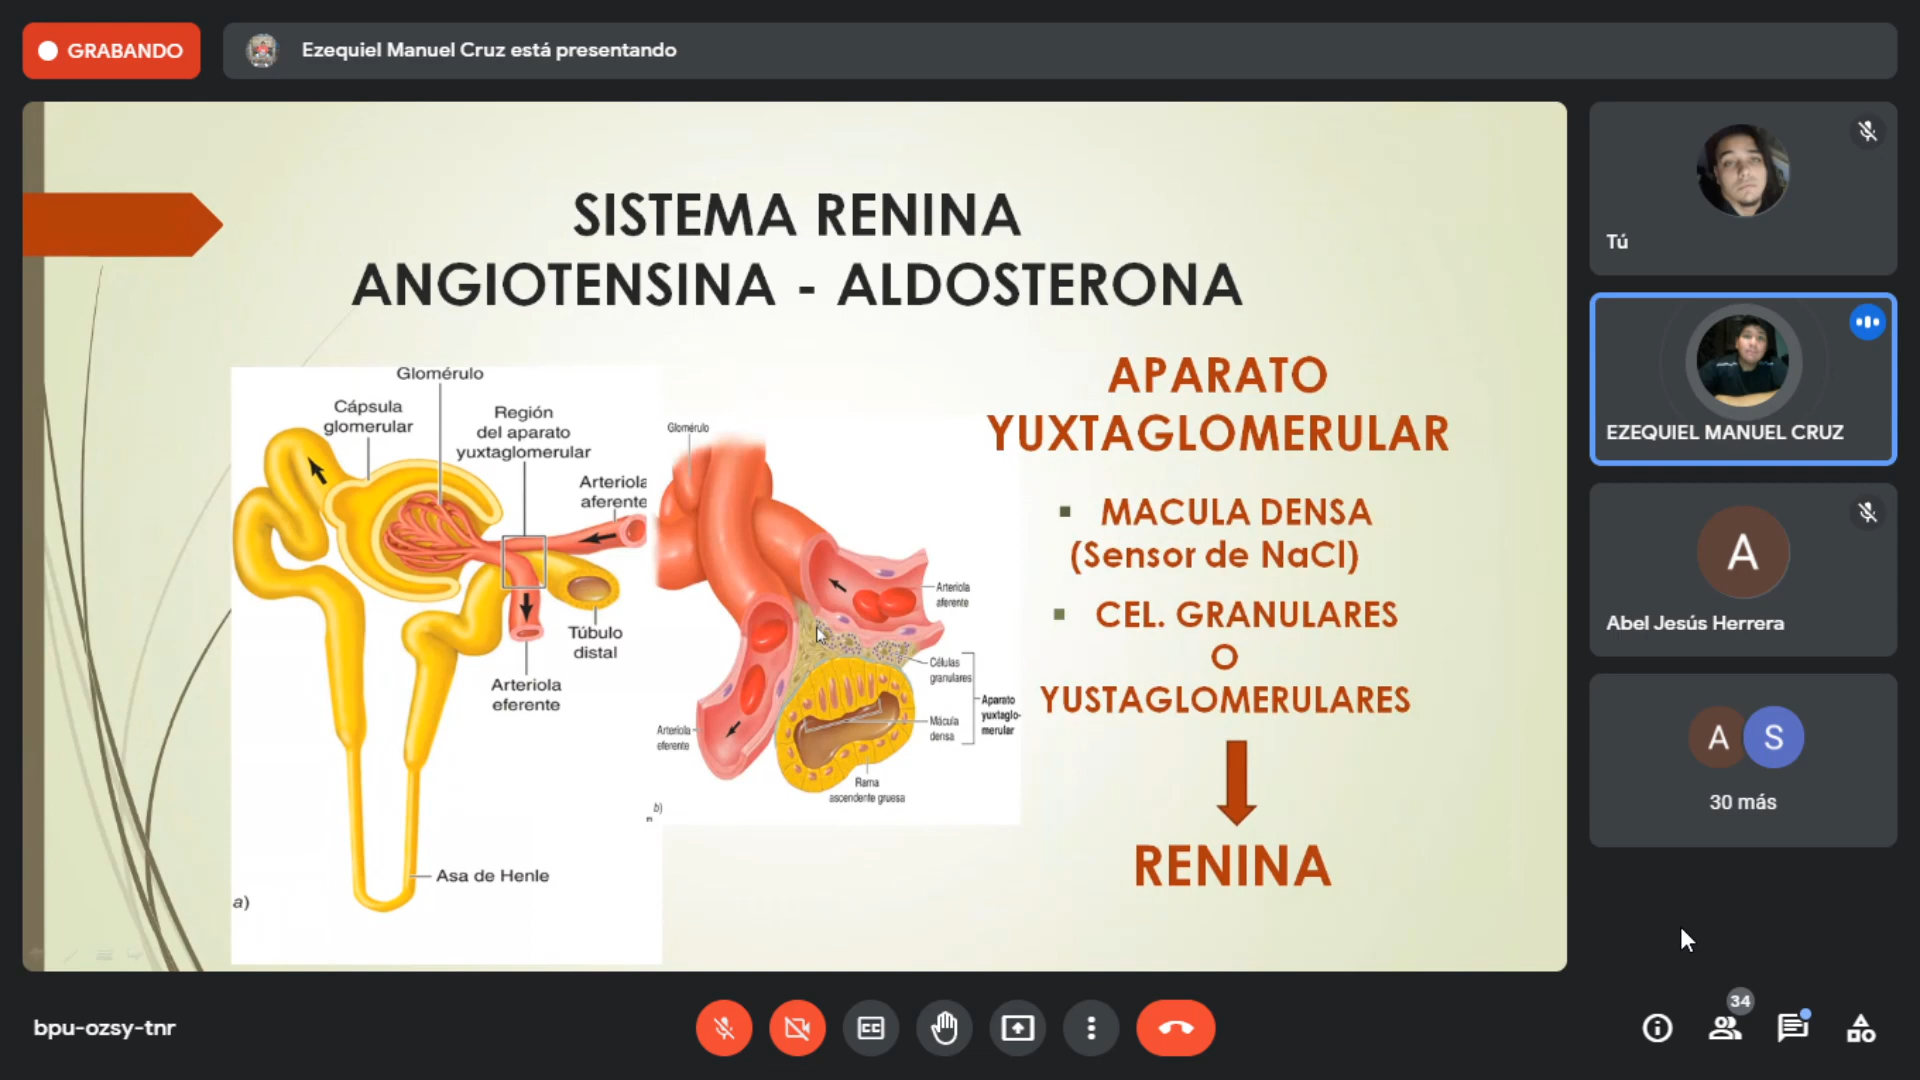 GRABANDO
Ezequiel Manuel Cruz está presentando
SISTEMA RENINA
ANGIOTENSINA - ALDOSTERONA
Glomérulo
Cápsula
glomerular
Región
del aparato
yuxtaglomerular
Arteriola
aferente
Túbulo
distal
Arteriola
eferente
Asa de Henle
a)
Glomérulo
Arteriola
aferente
Células
granulares
Aparato
yuxtaglo-
merular
Mácula
densa
Arteriola
eferente
Rama
ascendente gruesa
b)
APARATO
YUXTAGLOMERULAR
▪ MACULA DENSA
(Sensor de NaCl)
▪ CEL. GRANULARES
O
YUSTAGLOMERULARES
RENINA
Tú
EZEQUIEL MANUEL CRUZ
A
Abel Jesús Herrera
A S
30 más
bpu-ozsy-tnr
CC
34